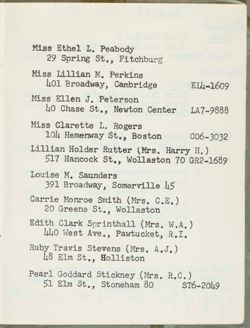 Miss Ethel L. Peabody
29 Spring St., Fitchburg
Miss Lillian M. Perkins
401 Broadway, Cambridge EL4-1609
Miss Ellen J. Peterson
40 Chase St., Newton Center LA7-9888
Miss Clarette L. Rogers
104 Hemenway St., Boston CO6-3032
Lillian Holder Rutter (Mrs. Harry H.)
517 Hancock St., Wollaston 70 GR2-1689
Louise M. Saunders
391 Broadway, Somerville 45
Carrie Monroe Smith (Mrs. C.E.)
20 Greene St., Wollaston
Edith Clark Sprinthall (Mrs. W.A.)
440 West Ave., Pawtucket, R.I.
Ruby Travis Stevens (Mrs. A.J.)
48 Elm St., Holliston
Pearl Goddard Stickney (Mrs. R.C.)
51 Elm St., Stoneham 80 ST6-2049